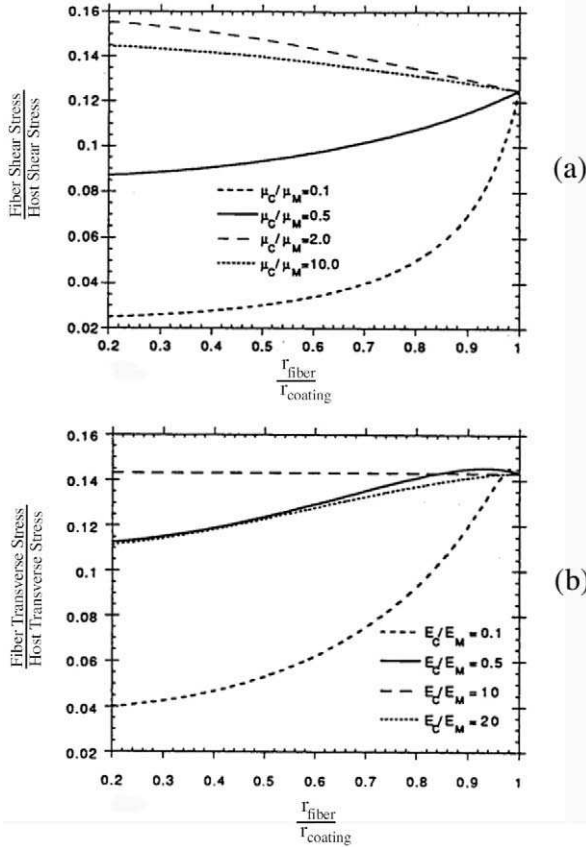 0.16
0.14
0.12
0.1
0.08
0.06
0.04
0.02
Fiber Shear Stress
Host Shear Stress
μC/μM=0.1
μC/μM=0.5
μC/μM=2.0
μC/μM=10.0
(a)
0.2 0.3 0.4 0.5 0.6 0.7 0.8 0.9 1
rfiber
rcoating
0.16
0.14
0.12
0.1
0.08
0.06
0.04
0.02
Fiber Transverse Stress
Host Transverse Stress
(b)
EC/EM = 0.1
EC/EM = 0.5
EC/EM = 10
EC/EM = 20
0.2 0.3 0.4 0.5 0.6 0.7 0.8 0.9 1
rfiber
rcoating